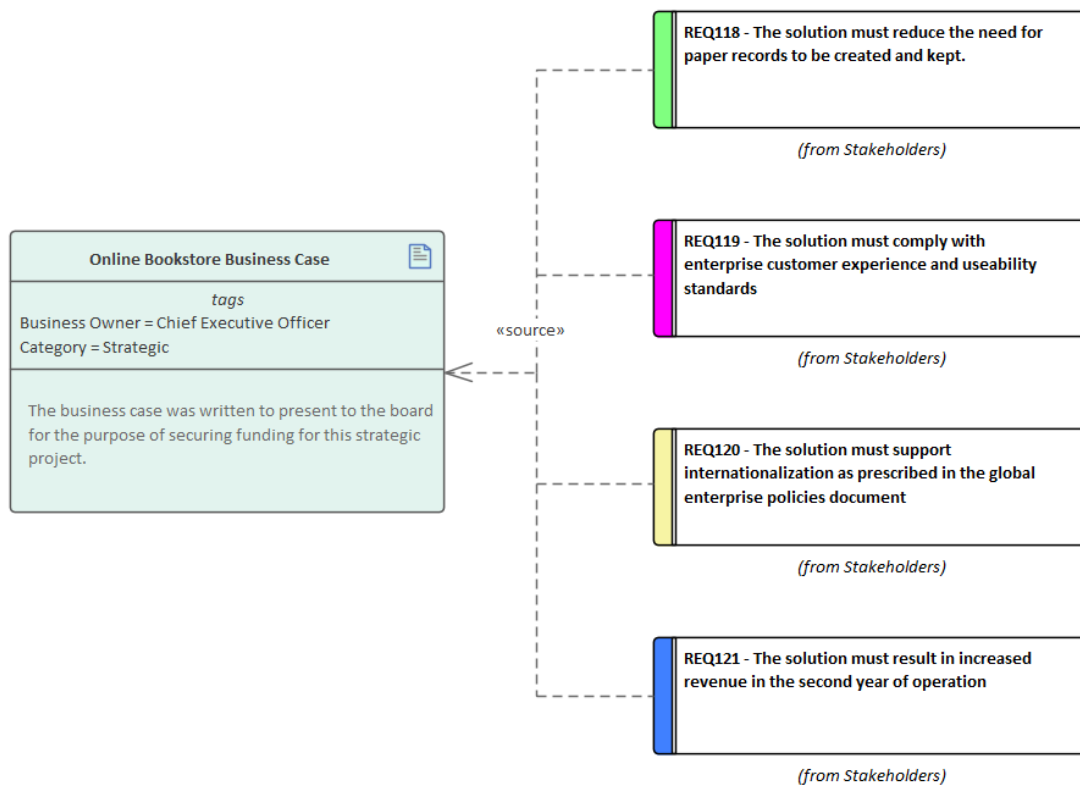 Online Bookstore Business Case
tags
Business Owner = Chief Executive Officer
Category = Strategic
The business case was written to present to the board
for the purpose of securing funding for this strategic
project.
«source»
REQ118 - The solution must reduce the need for
paper records to be created and kept.
(from Stakeholders)
REQ119 - The solution must comply with
enterprise customer experience and useability
standards
(from Stakeholders)
REQ120 - The solution must support
internationalization as prescribed in the global
enterprise policies document
(from Stakeholders)
REQ121 - The solution must result in increased
revenue in the second year of operation
(from Stakeholders)